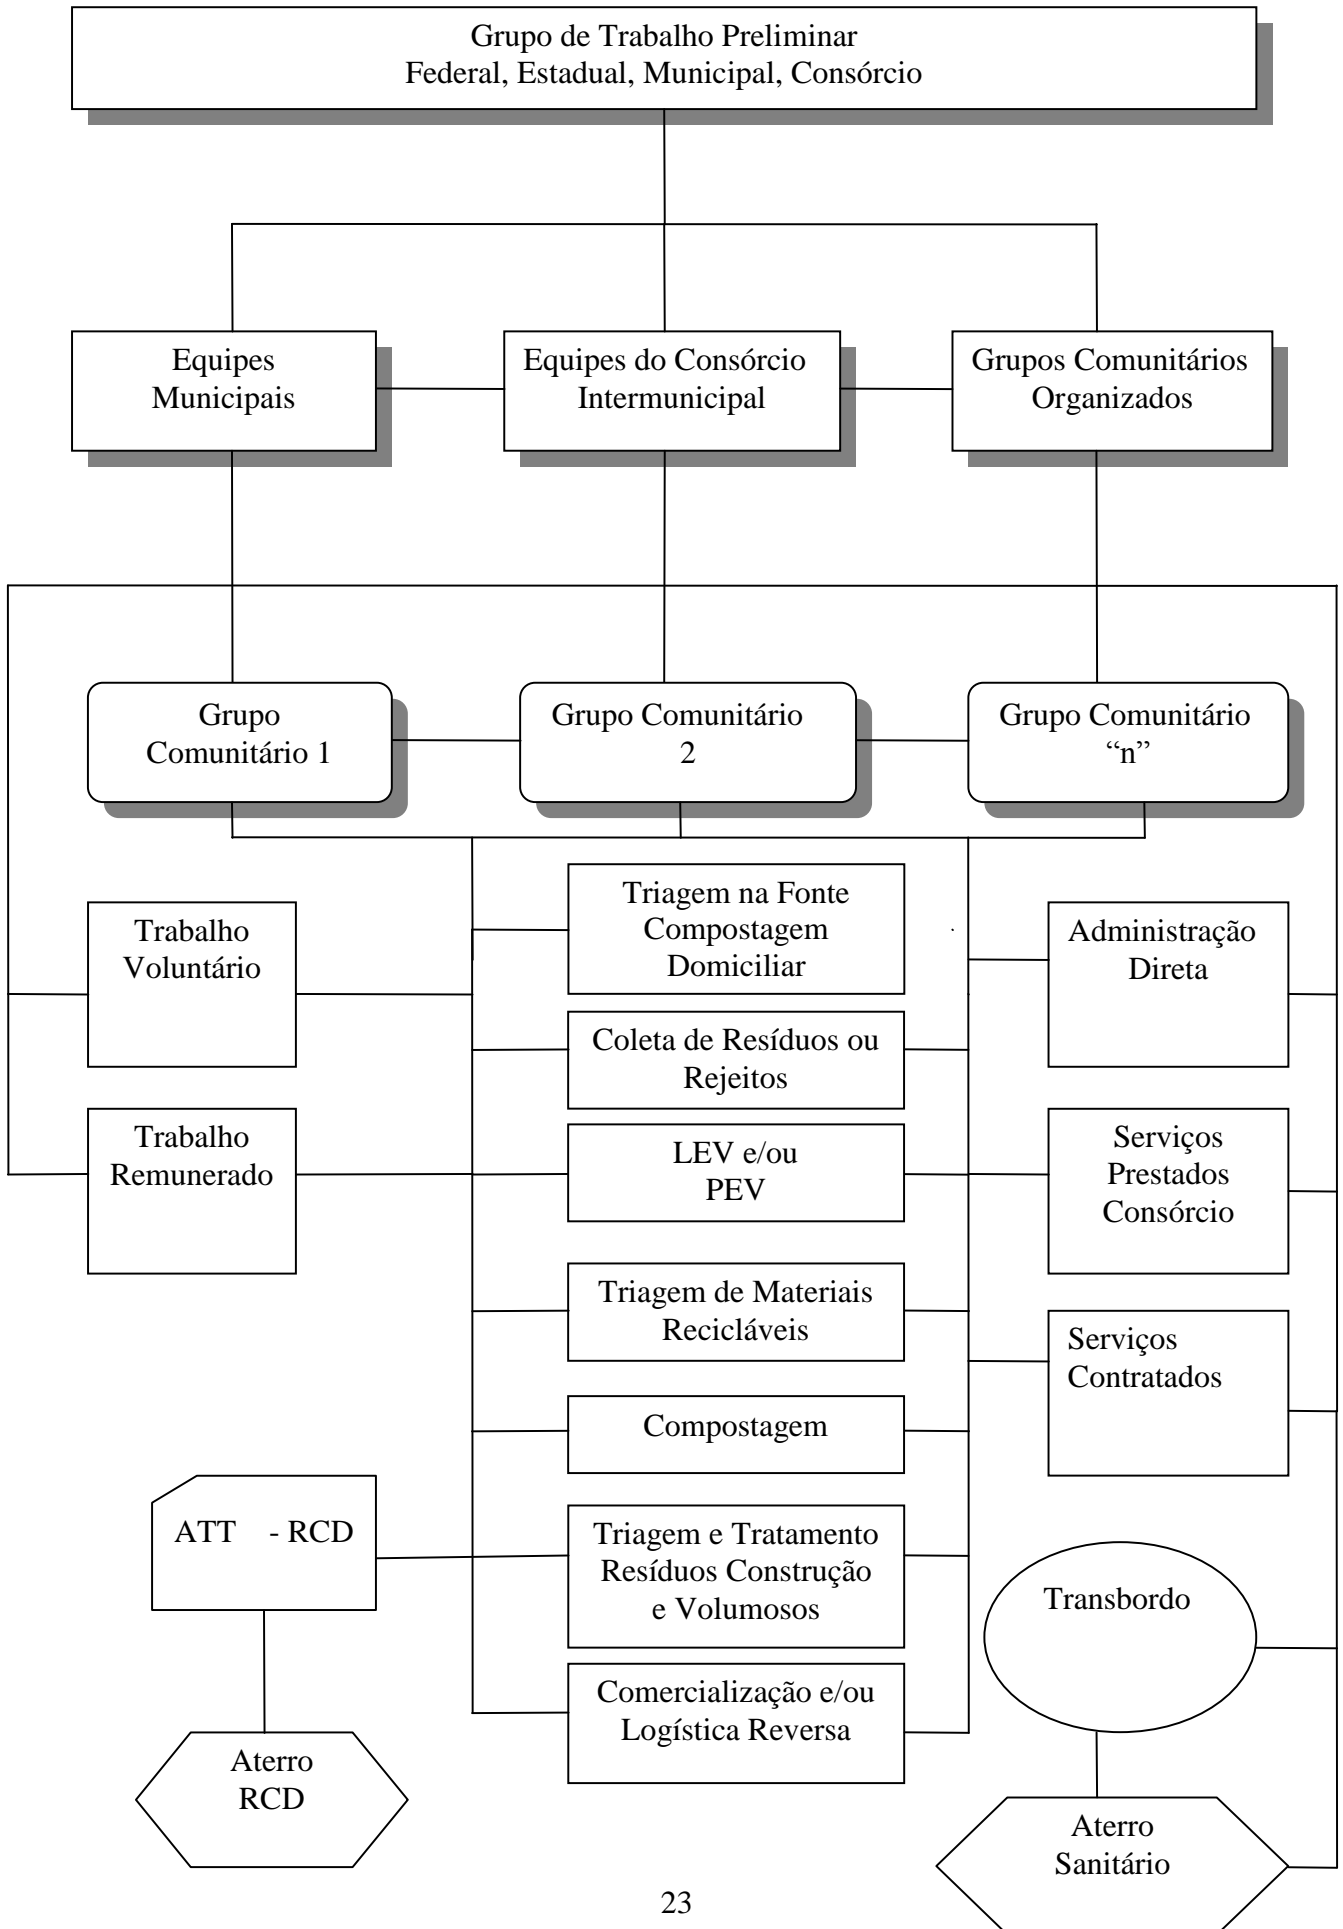 Grupo de Trabalho Preliminar
Federal, Estadual, Municipal, Consórcio
Equipes
Municipais
Equipes do Consórcio
Intermunicipal
Grupos Comunitários
Organizados
Grupo
Comunitário 1
Grupo Comunitário
2
Grupo Comunitário
“n”
Trabalho
Voluntário
Trabalho
Remunerado
Triagem na Fonte
Compostagem
Domiciliar
Coleta de Resíduos ou
Rejeitos
LEV e/ou
PEV
Triagem de Materiais
Recicláveis
Compostagem
Triagem e Tratamento
Resíduos Construção
e Volumosos
Comercialização e/ou
Logística Reversa
Administração
Direta
Serviços
Prestados
Consórcio
Serviços
Contratados
ATT - RCD
Aterro
RCD
Transbordo
Aterro
Sanitário
23